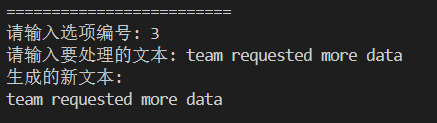 =========================
请输入选项编号: 3
请输入要处理的文本: team requested more data
生成的新文本:
team requested more data